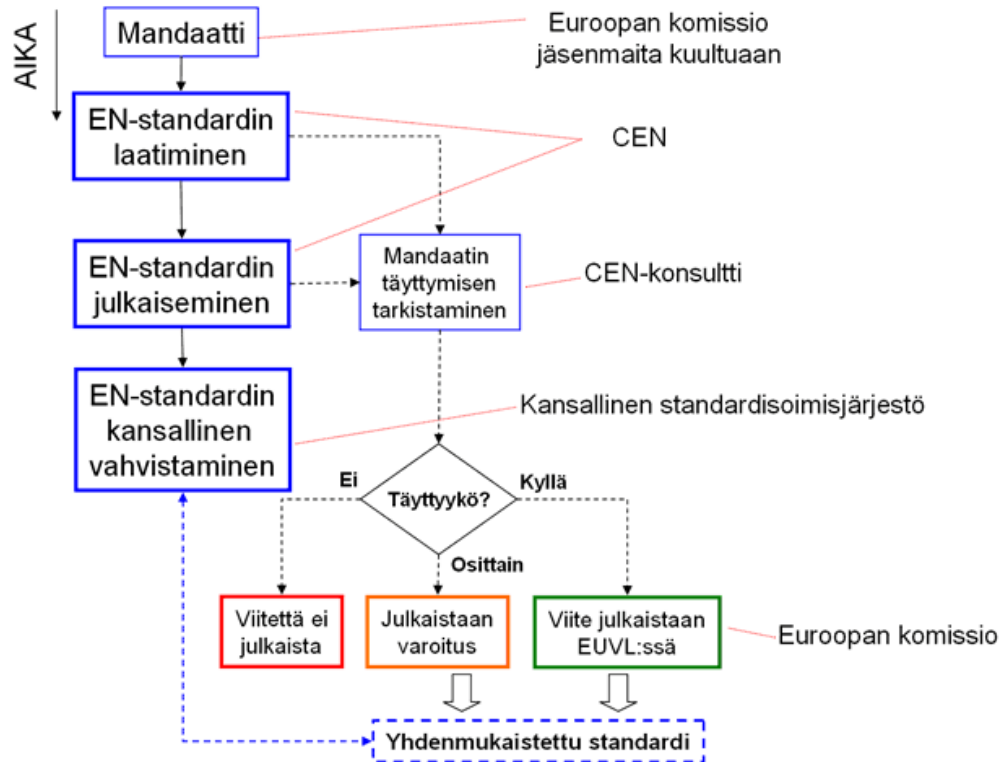 AIKA
Mandaatti
Euroopan komissio
jäsenmaita kuultuaan
EN-standardin
laatiminen
CEN
EN-standardin
julkaiseminen
Mandaatin
täyttymisen
tarkistaminen
CEN-konsultti
EN-standardin
kansallinen
vahvistaminen
Kansallinen standardisoimisjärjestö
Ei
Täyttyykö?
Kyllä
Osittain
Viitettä ei
julkaista
Julkaistaan
varoitus
Viite julkaistaan
EUVL:ssä
Euroopan komissio
Yhdenmukaistettu standardi